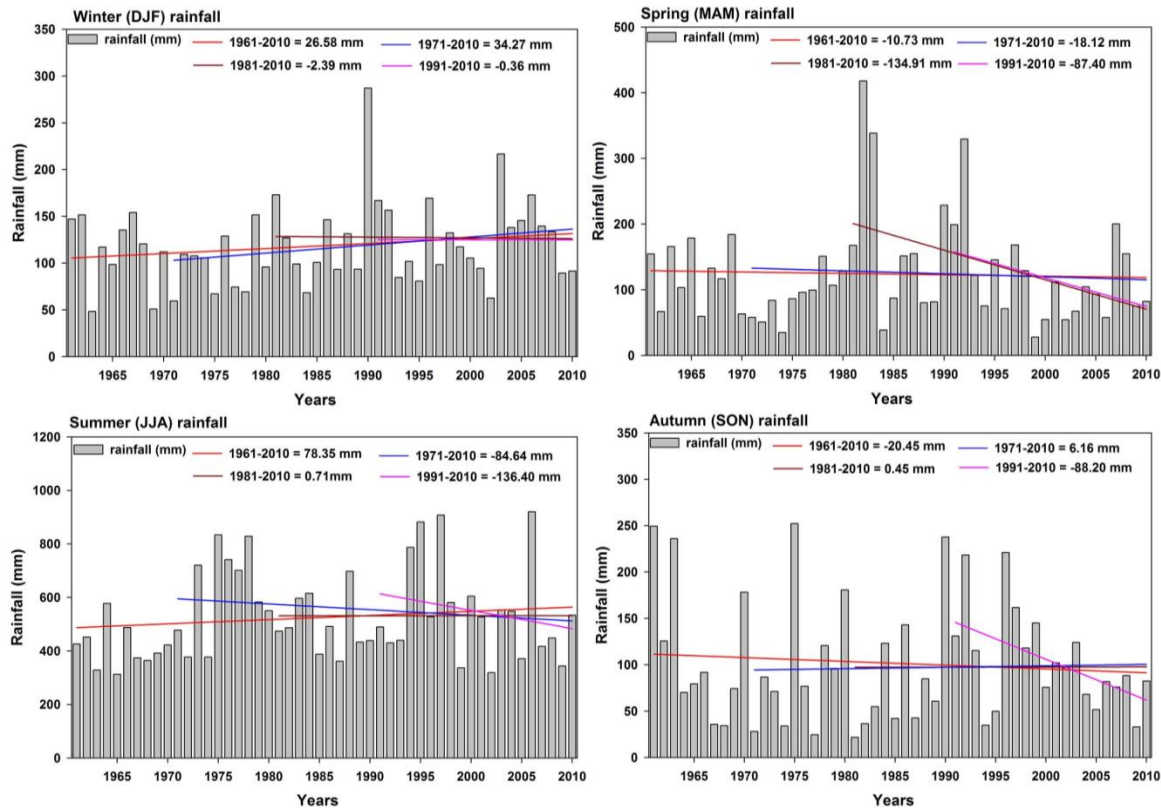 Winter (DJF) rainfall
350
300
250
200
150
100
50
0
Rainfall (mm)
rainfall (mm)
1961-2010 = 26.58 mm
1971-2010 = 34.27 mm
1981-2010 = -2.39 mm
1991-2010 = -0.36 mm
1965 1970 1975 1980 1985 1990 1995 2000 2005 2010
Years
Spring (MAM) rainfall
500
400
300
200
100
0
Rainfall (mm)
rainfall (mm)
1961-2010 = -10.73 mm
1971-2010 = -18.12 mm
1981-2010 = -134.91 mm
1991-2010 = -87.40 mm
1965 1970 1975 1980 1985 1990 1995 2000 2005 2010
Years
Summer (JJA) rainfall
1200
1000
800
600
400
200
0
Rainfall (mm)
rainfall (mm)
1961-2010 = 78.35 mm
1971-2010 = -84.64 mm
1981-2010 = 0.71mm
1991-2010 = -136.40 mm
1965 1970 1975 1980 1985 1990 1995 2000 2005 2010
Years
Autumn (SON) rainfall
350
300
250
200
150
100
50
0
Rainfall (mm)
rainfall (mm)
1961-2010 = -20.45 mm
1971-2010 = 6.16 mm
1981-2010 = 0.45 mm
1991-2010 = -88.20 mm
1965 1970 1975 1980 1985 1990 1995 2000 2005 2010
Years